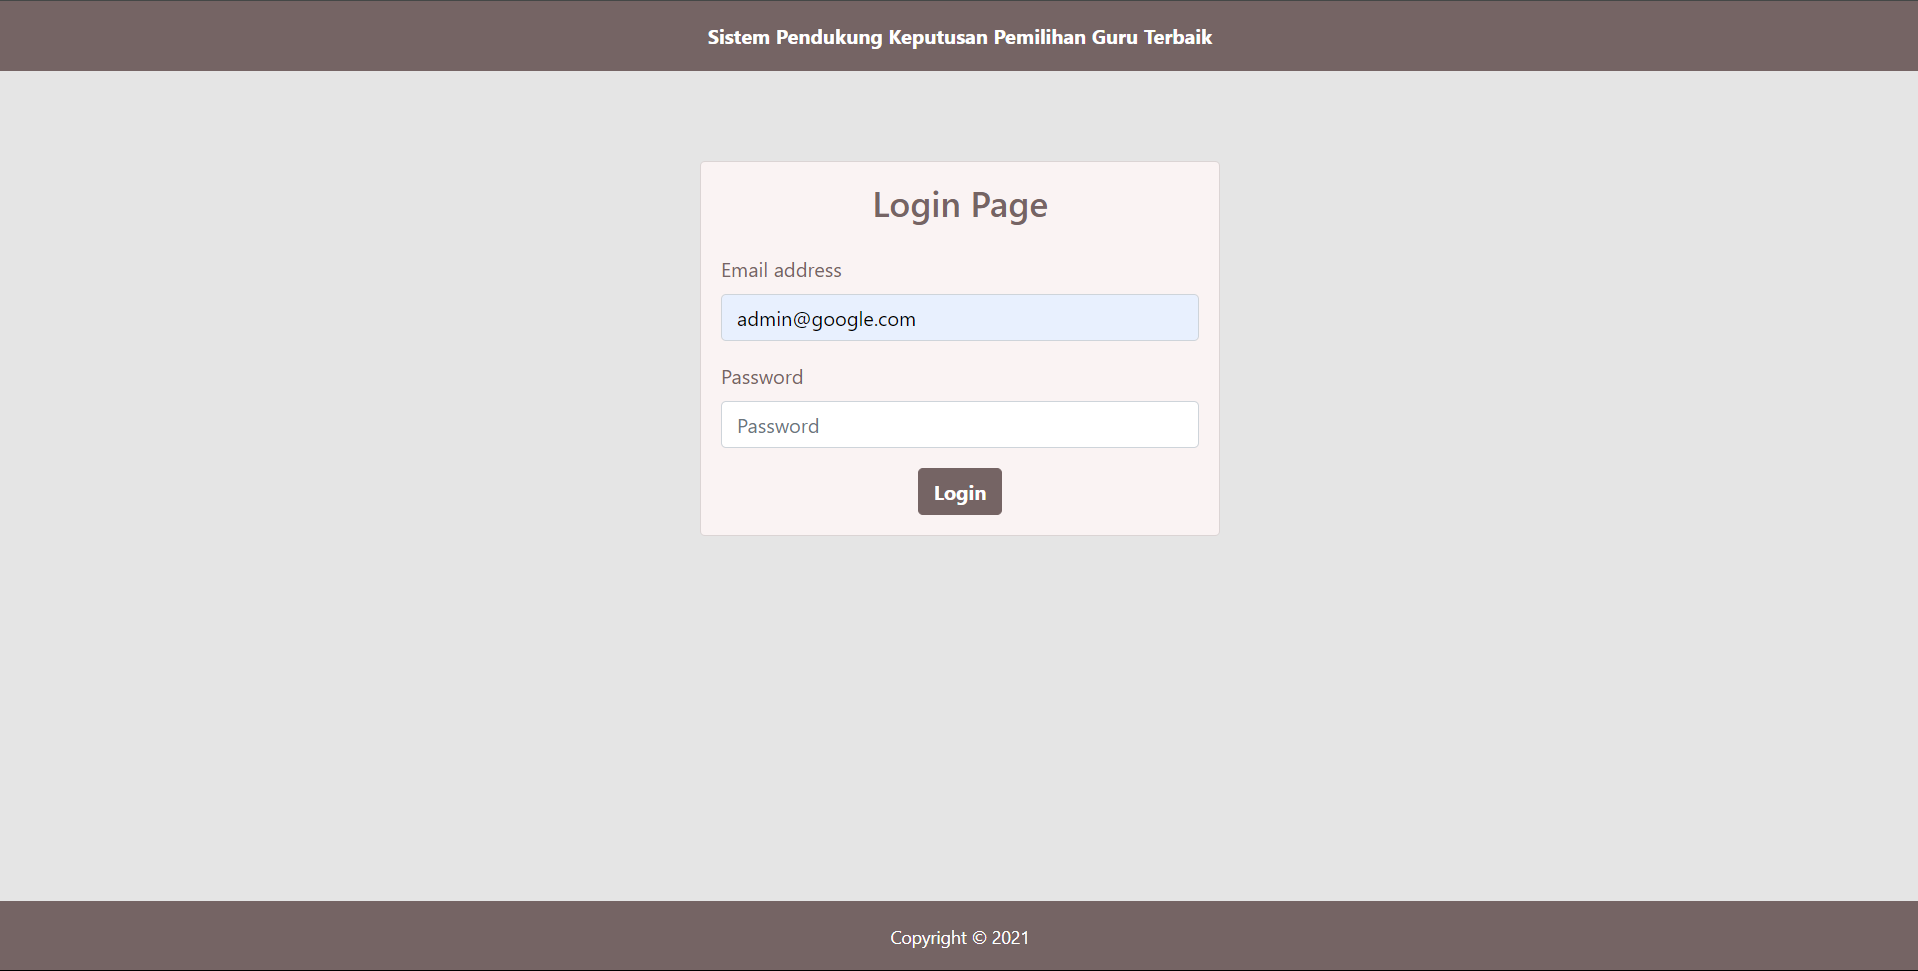 Sistem Pendukung Keputusan Pemilihan Guru Terbaik
Login Page
Email address
admin@google.com
Password
Password
Login
Copyright © 2021